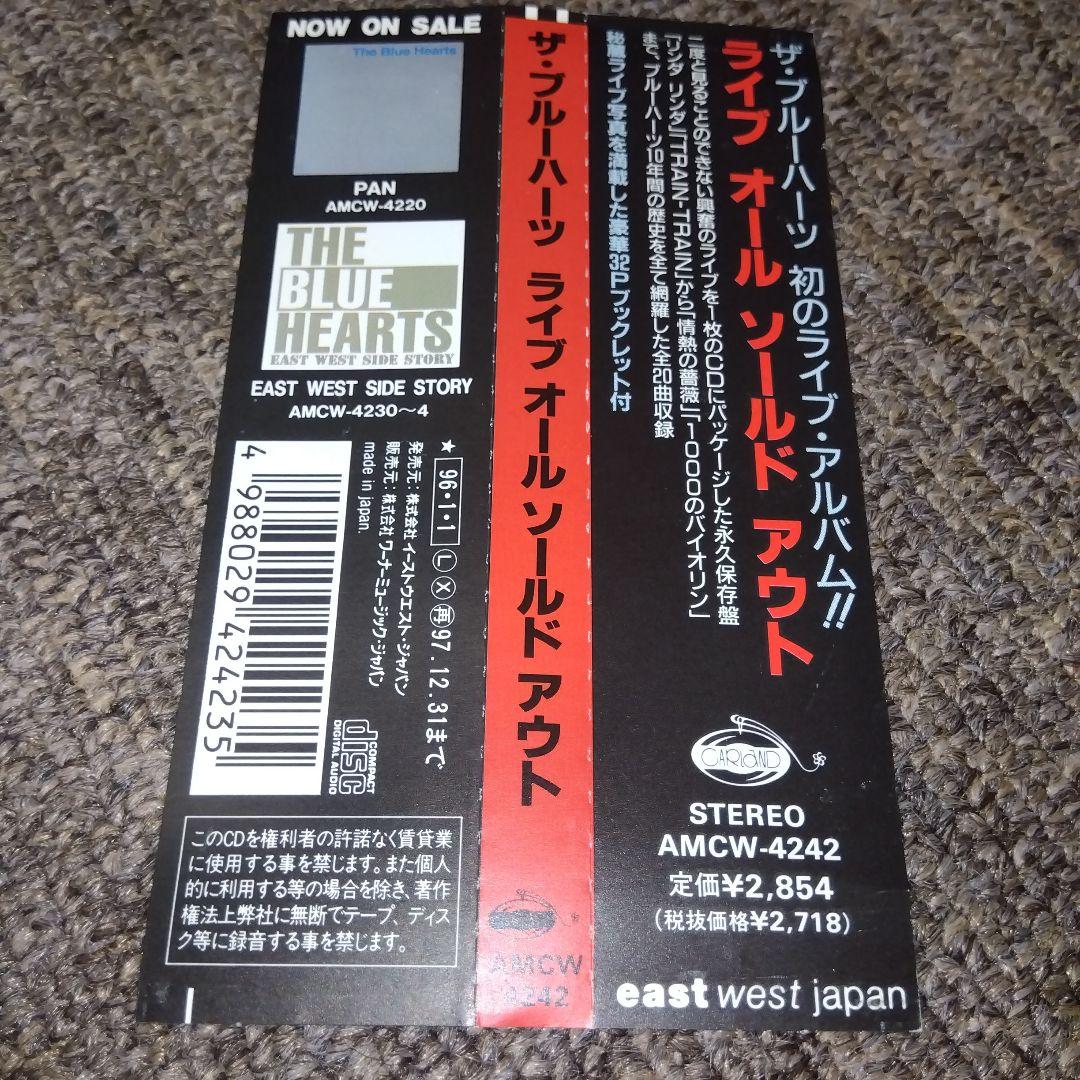 NOW ON SALE
The Blue Hearts
PAN
AMCW-4220
THE
BLUE
HEARTS
EAST WEST SIDE STORY
EAST WEST SIDE STORY
AMCW-4230〜4
★ 96・1・1 Ⓛ Ⓧ 再 97.12.31まで
発売元:株式会社 イーストウエスト・ジャパン
販売元:株式会社 ワーナーミュージック・ジャパン
made in japan.
4 988029 424235
COMPACT
disc
DIGITAL AUDIO
このCDを権利者の許諾なく賃貸業
に使用する事を禁じます。また個人
的に利用する等の場合を除き、著作
権法上弊社に無断でテープ、ディス
ク等に録音する事を禁じます。
ザ・ブルーハーツ ライブ オール ソールド アウト
AMCW
4242
ザ・ブルーハーツ 初のライブ・アルバム!!
ライブ オール ソールド アウト
二度と見ることのできない興奮のライブを1枚のCDにパッケージした永久保存盤
「リンダ リンダ」「TRAIN-TRAIN」から「情熱の薔薇」「1000のバイオリン」
まで、ブルーハーツ10年間の歴史を全て網羅した全20曲収録
秘蔵ライブ写真を満載した豪華32Pブックレット付
GARLAND
STEREO
AMCW-4242
定価¥2,854
(税抜価格¥2,718)
east west japan